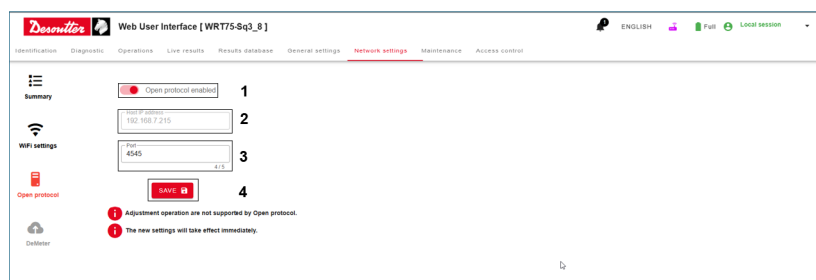 Desoutter Web User Interface [ WRT75-Sq3_8 ] ENGLISH Full Local session
Identification Diagnostic Operations Live results Results database General settings Network settings Maintenance Access control
Summary
WiFi settings
Open protocol
DeMeter
Open protocol enabled 1
Host IP address
192.168.7.215 2
Port
4545 3
4 / 5
SAVE 4
Adjustment operation are not supported by Open protocol.
The new settings will take effect immediately.